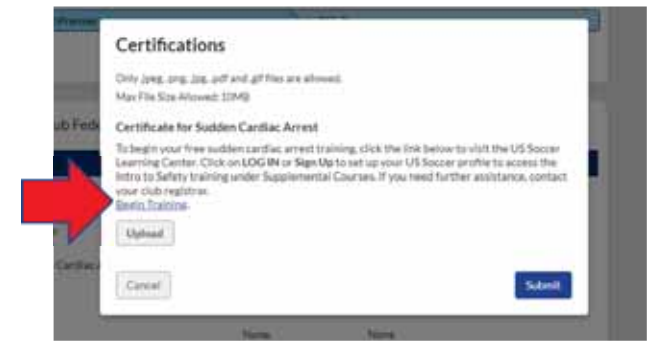 Certifications
Only .jpeg, .png, .jpg, .pdf and .gif files are allowed.
Max File Size Allowed: 10MB
ub Fede
Certificate for Sudden Cardiac Arrest
To begin your free sudden cardiac arrest training, click the link below to visit the US Soccer
Learning Center. Click on LOG IN or Sign Up to set up your US Soccer profile to access the
Intro to Safety training under Supplemental Courses. If you need further assistance, contact
your club registrar.
Begin Training.
Upload
Cardiac
Cancel
Submit
None
None